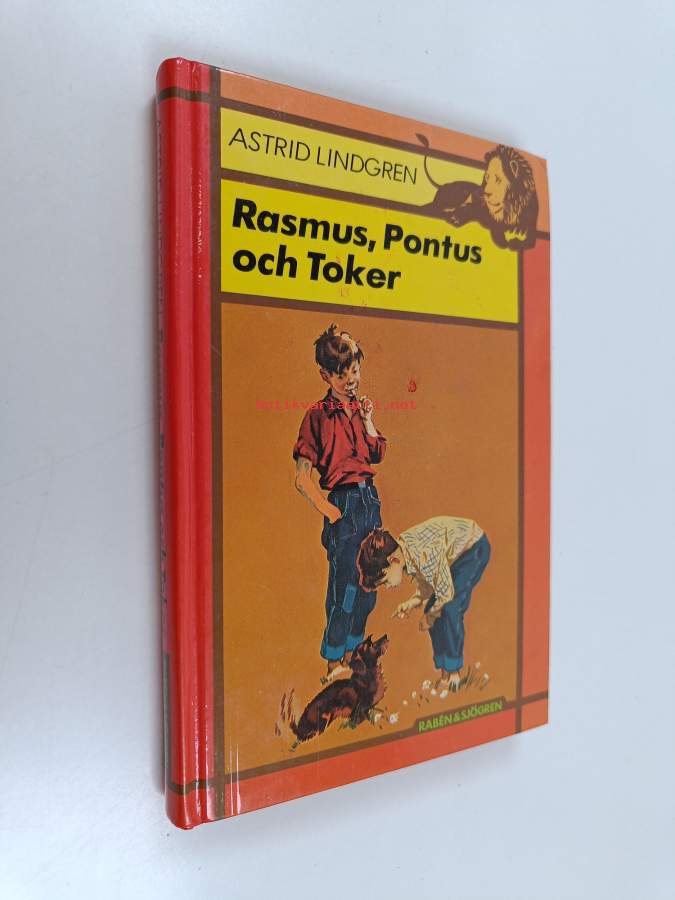 ASTRID LINDGREN
Rasmus, Pontus
och Toker
antikvariaatti.net
RABÉN & SJÖGREN